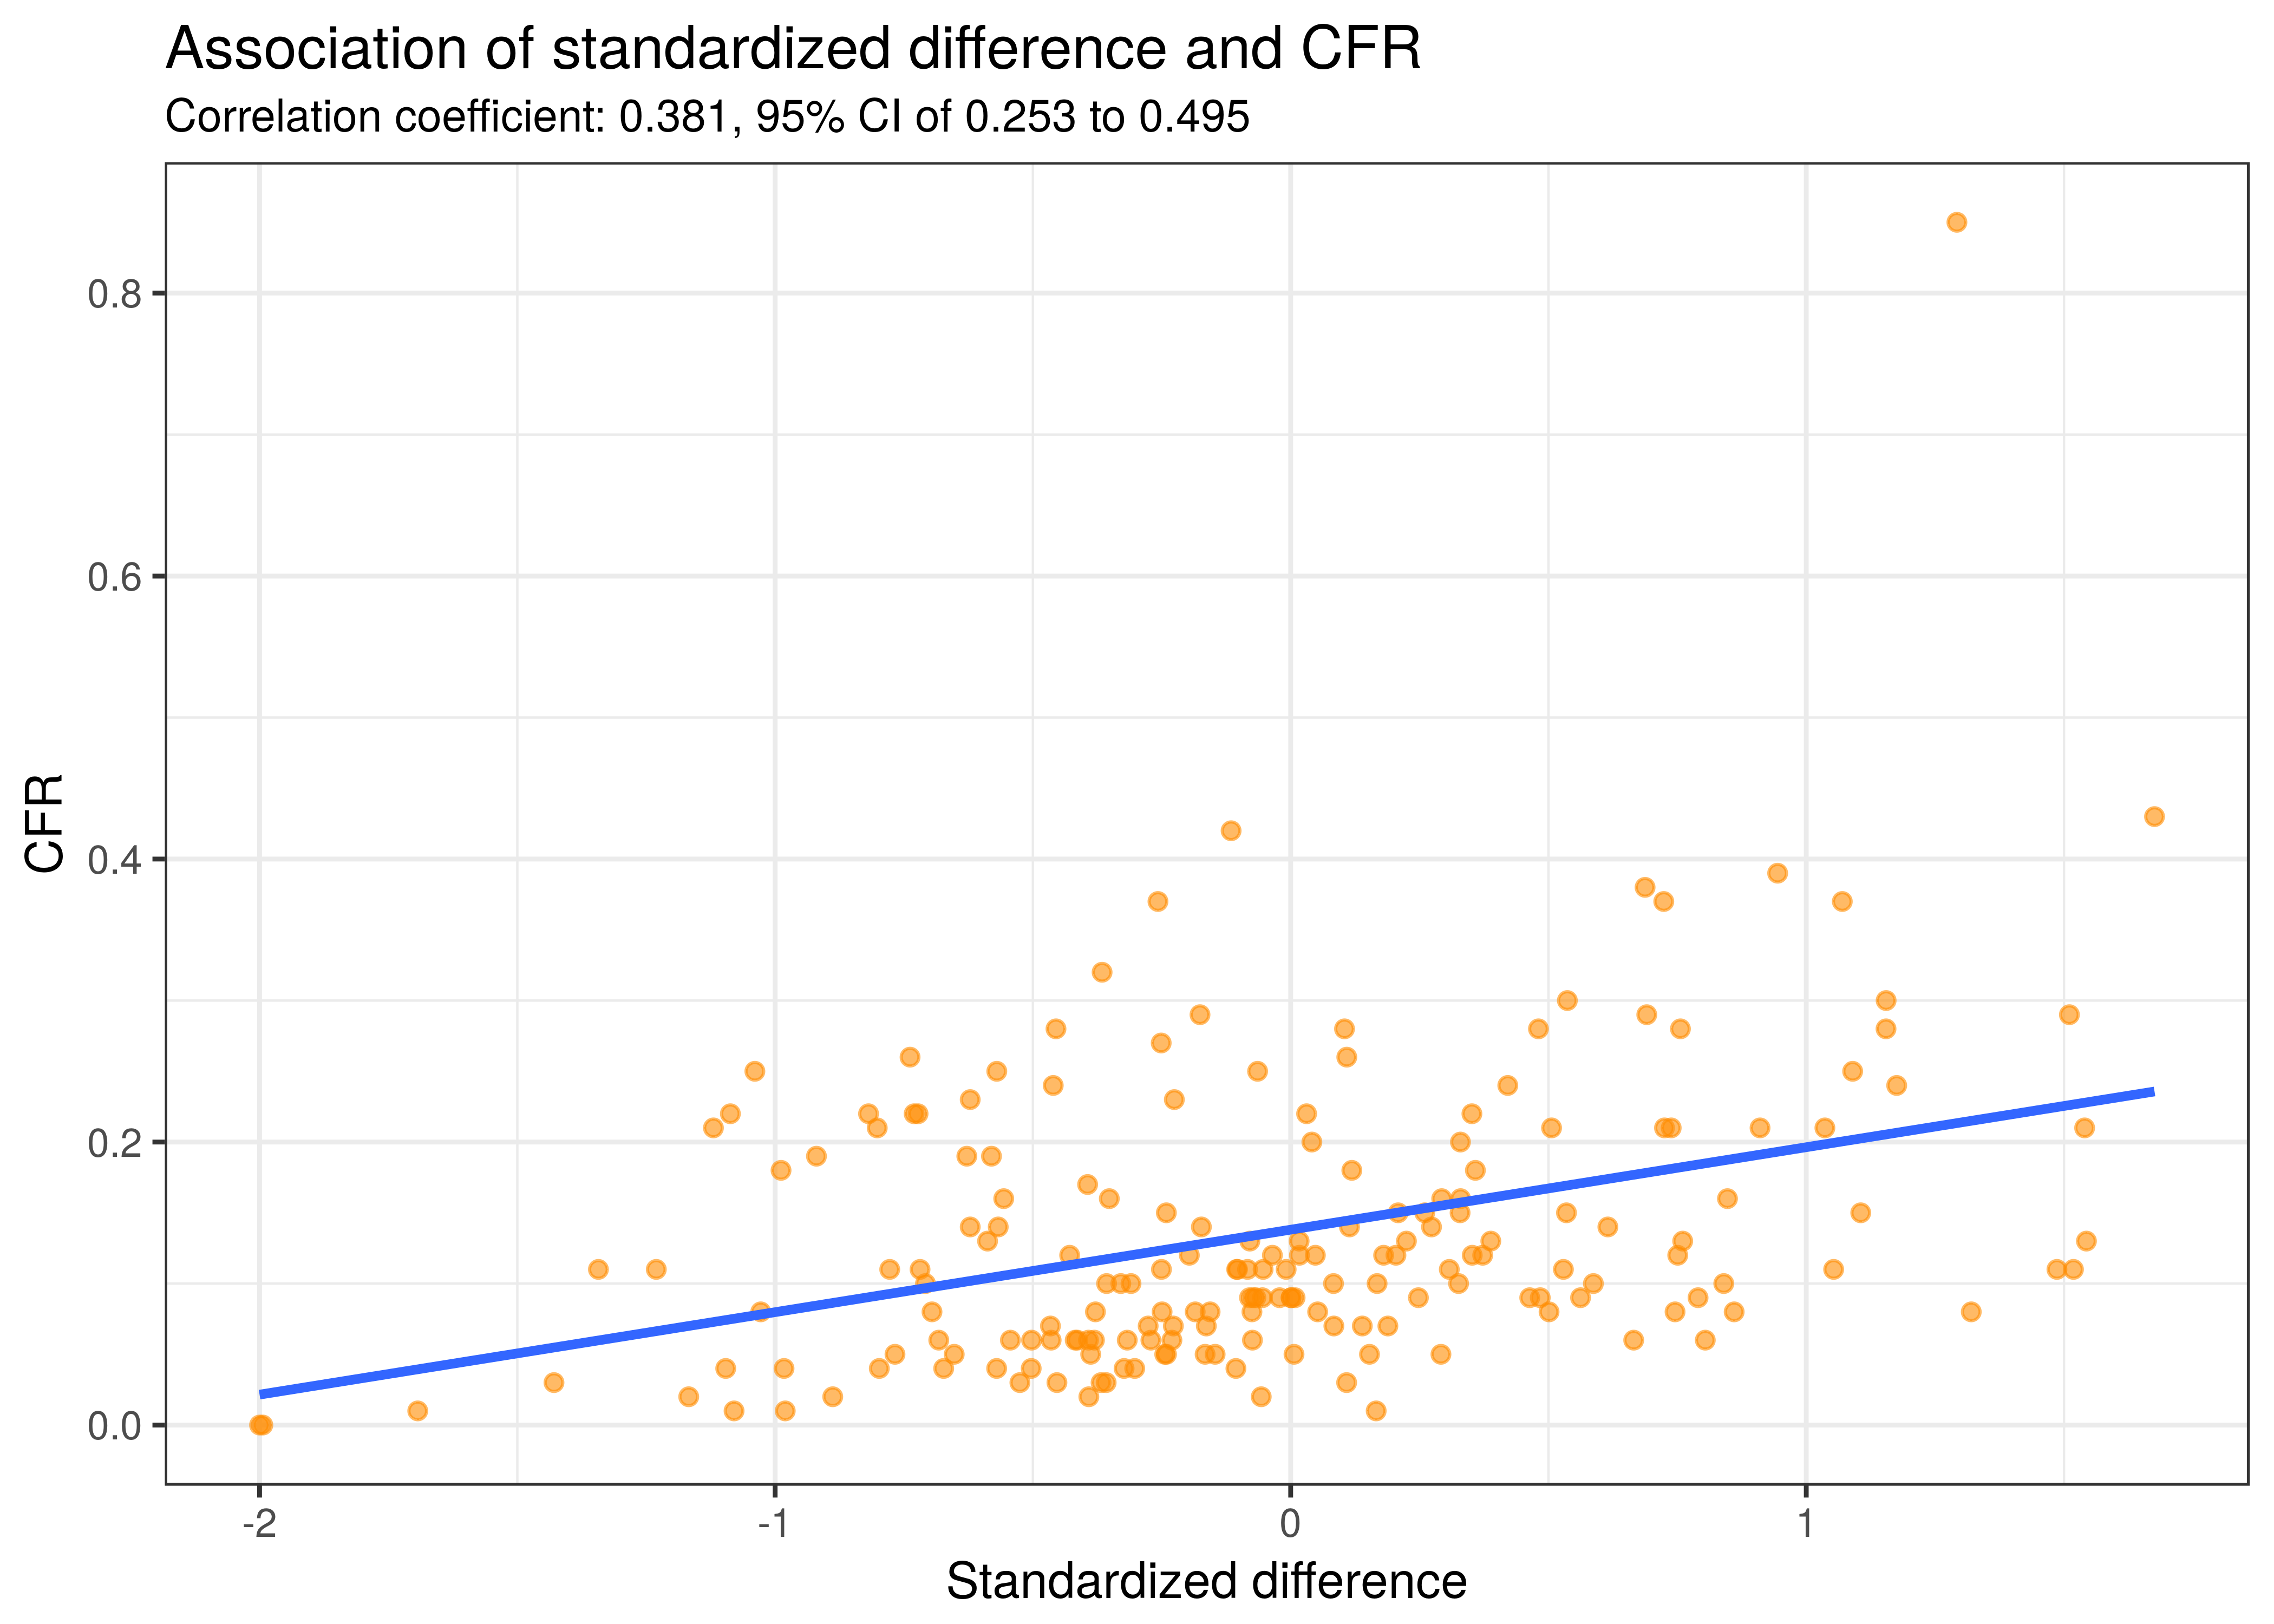 Association of standardized difference and CFR
Correlation coefficient: 0.381, 95% CI of 0.253 to 0.495
CFR
0.8
0.6
0.4
0.2
0.0
-2
-1
0
1
Standardized difference